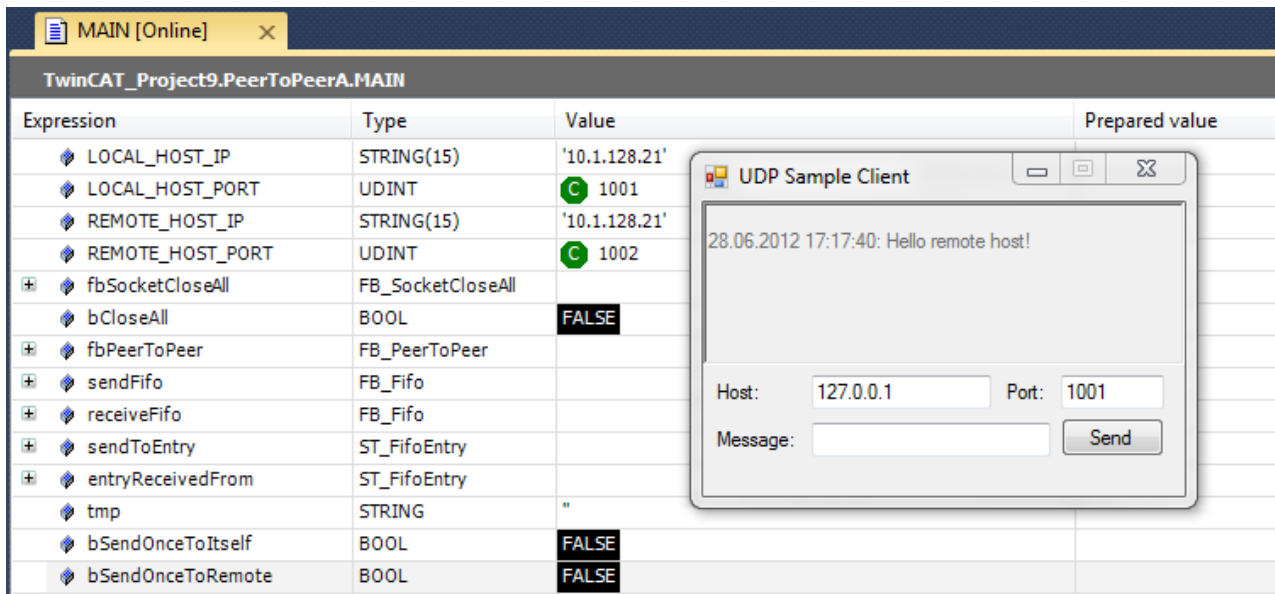 MAIN [Online]
TwinCAT_Project9.PeerToPeerA.MAIN
Expression Type Value Prepared value
LOCAL_HOST_IP STRING(15) '10.1.128.21'
LOCAL_HOST_PORT UDINT C 1001
REMOTE_HOST_IP STRING(15) '10.1.128.21'
REMOTE_HOST_PORT UDINT C 1002
fbSocketCloseAll FB_SocketCloseAll
bCloseAll BOOL FALSE
fbPeerToPeer FB_PeerToPeer
sendFifo FB_Fifo
receiveFifo FB_Fifo
sendToEntry ST_FifoEntry
entryReceivedFrom ST_FifoEntry
tmp STRING ''
bSendOnceToItself BOOL FALSE
bSendOnceToRemote BOOL FALSE
UDP Sample Client
28.06.2012 17:17:40: Hello remote host!
Host: 127.0.0.1 Port: 1001
Message: Send